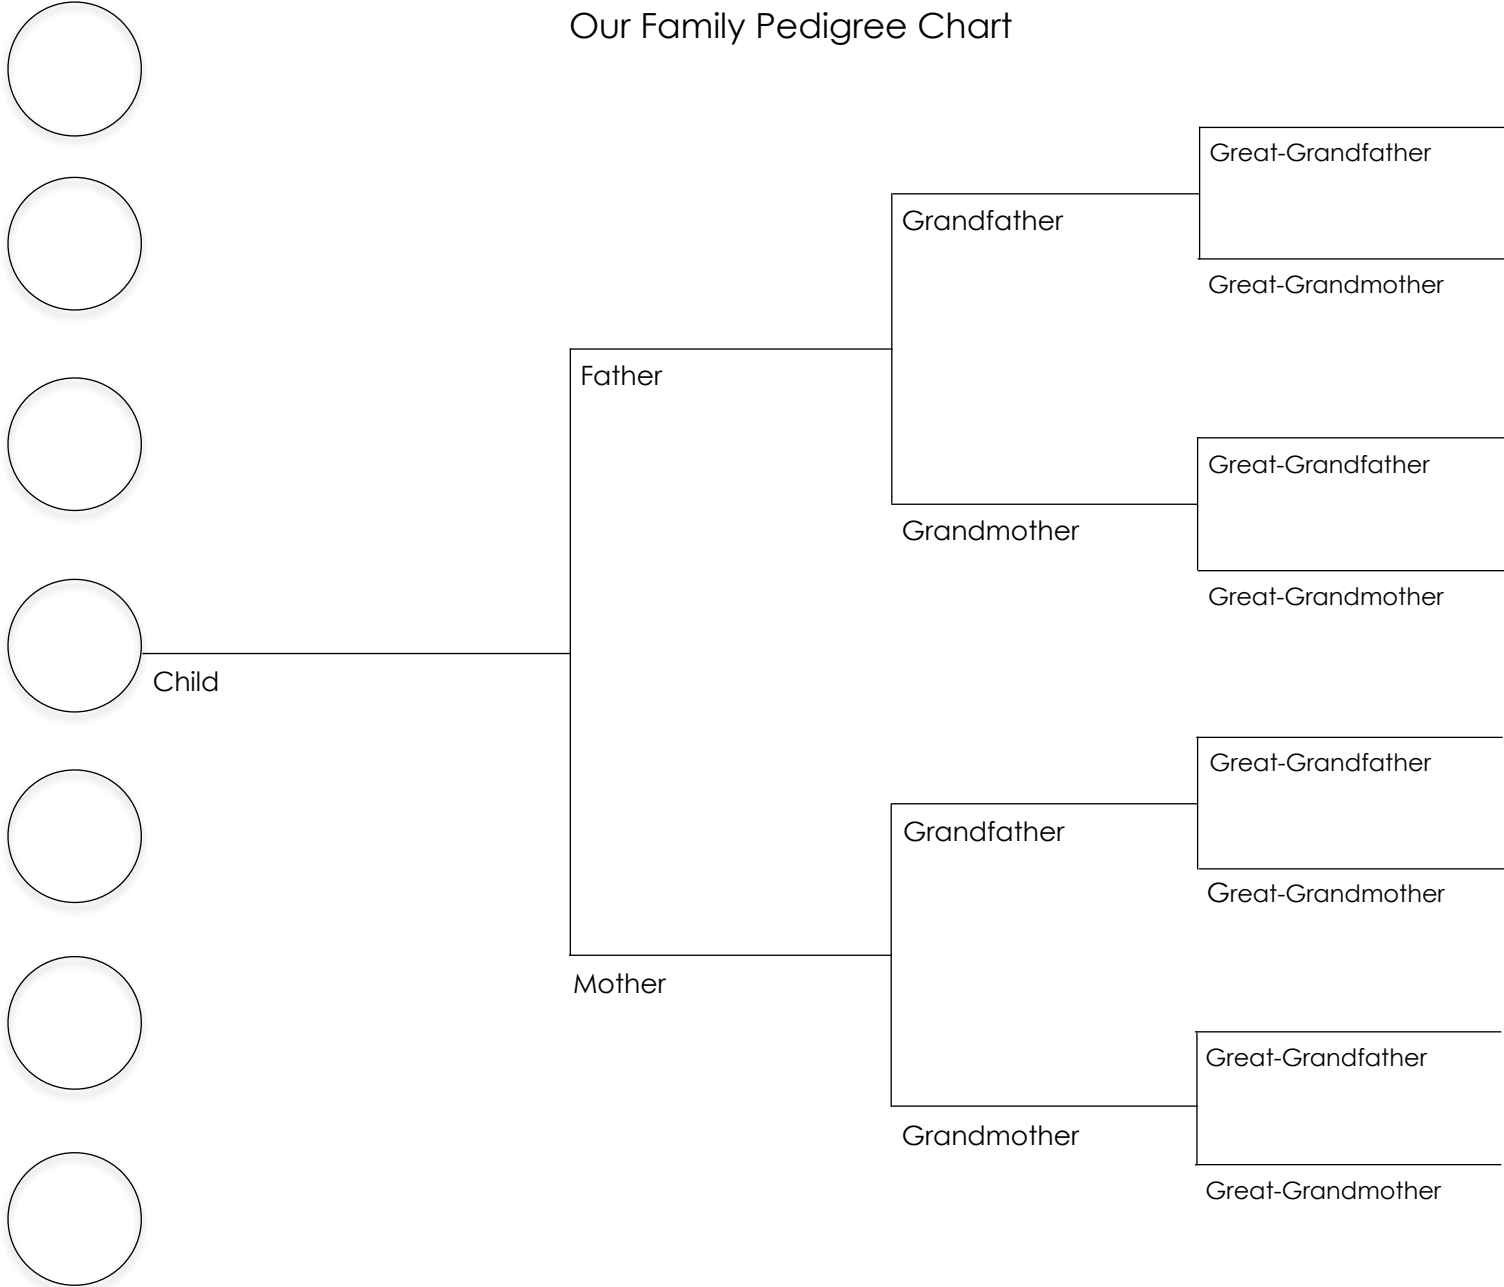 Our Family Pedigree Chart
Great-Grandfather
Grandfather
Great-Grandmother
Father
Great-Grandfather
Grandmother
Great-Grandmother
Child
Great-Grandfather
Grandfather
Great-Grandmother
Mother
Great-Grandfather
Grandmother
Great-Grandmother